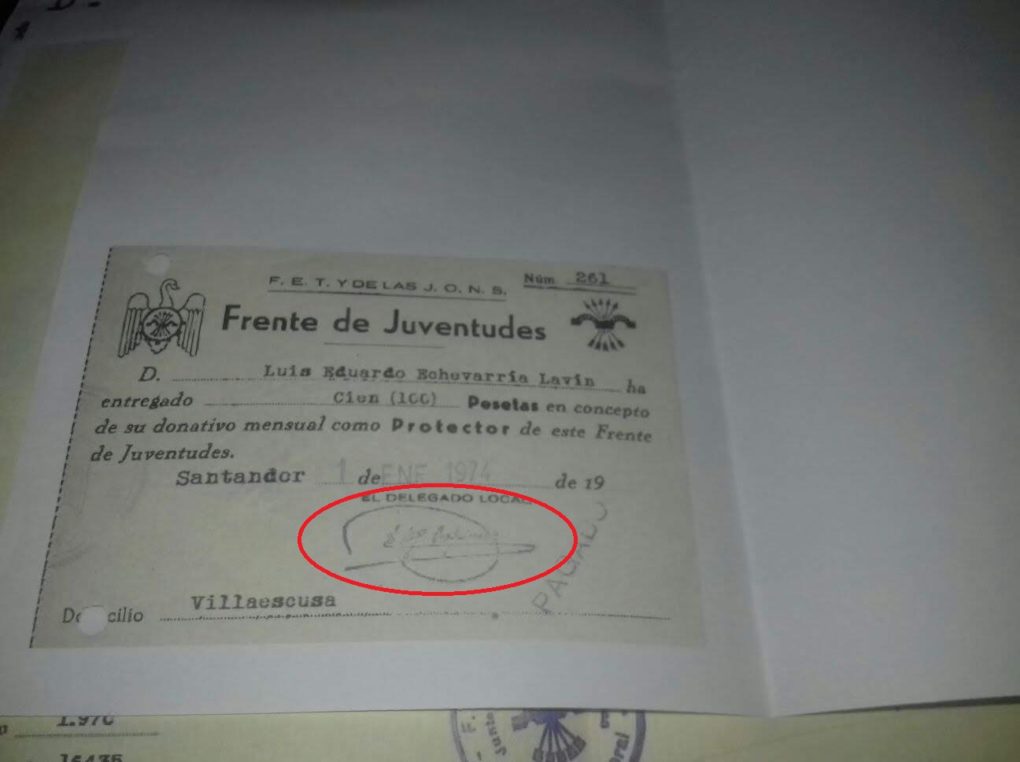 F. E. T. Y DE LAS J. O. N. S.
Núm. 261
Frente de Juventudes
D. Luis Eduardo Echevarría Lavín ha
entregado Cien (100) Pesetas en concepto
de su donativo mensual como Protector de este Frente
de Juventudes.
Santander 1 de ENE 1974 de 19
EL DELEGADO LOCAL
PAGADO
Villaescusa
Do cilio
1.970
16435